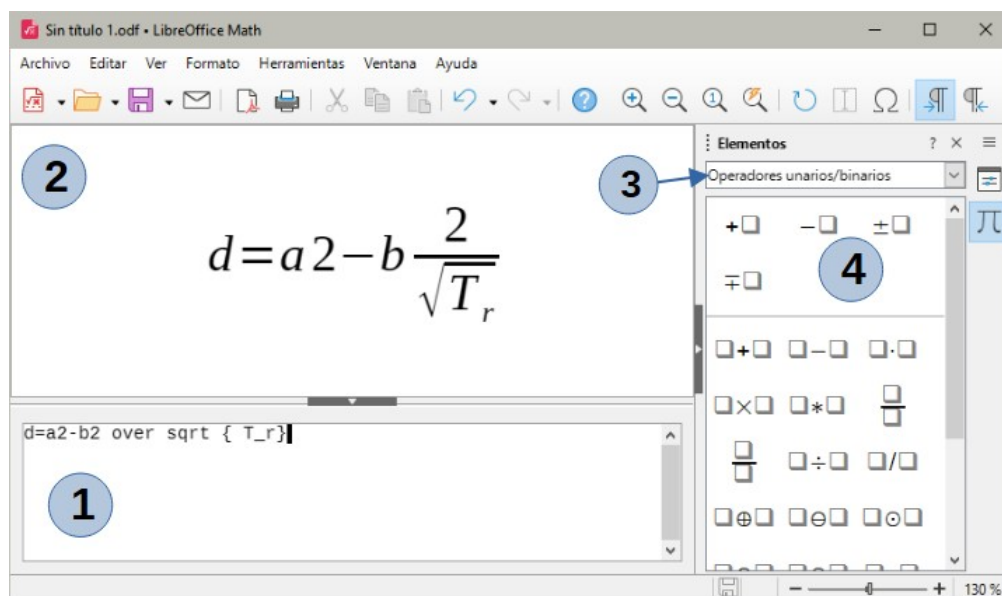 Sin título 1.odf • LibreOffice Math
Archivo Editar Ver Formato Herramientas Ventana Ayuda
Elementos
Operadores unarios/binarios
2
3
4
1
d=a2−b 2/√T_r
+❏ −❏ ±❏
∓❏
❏+❏ ❏−❏ ❏·❏
❏×❏ ❏∗❏ ❏/❏
❏/❏ ❏÷❏ ❏/❏
❏⊕❏ ❏⊖❏ ❏⊙❏
d=a2-b2 over sqrt { T_r}
130 %